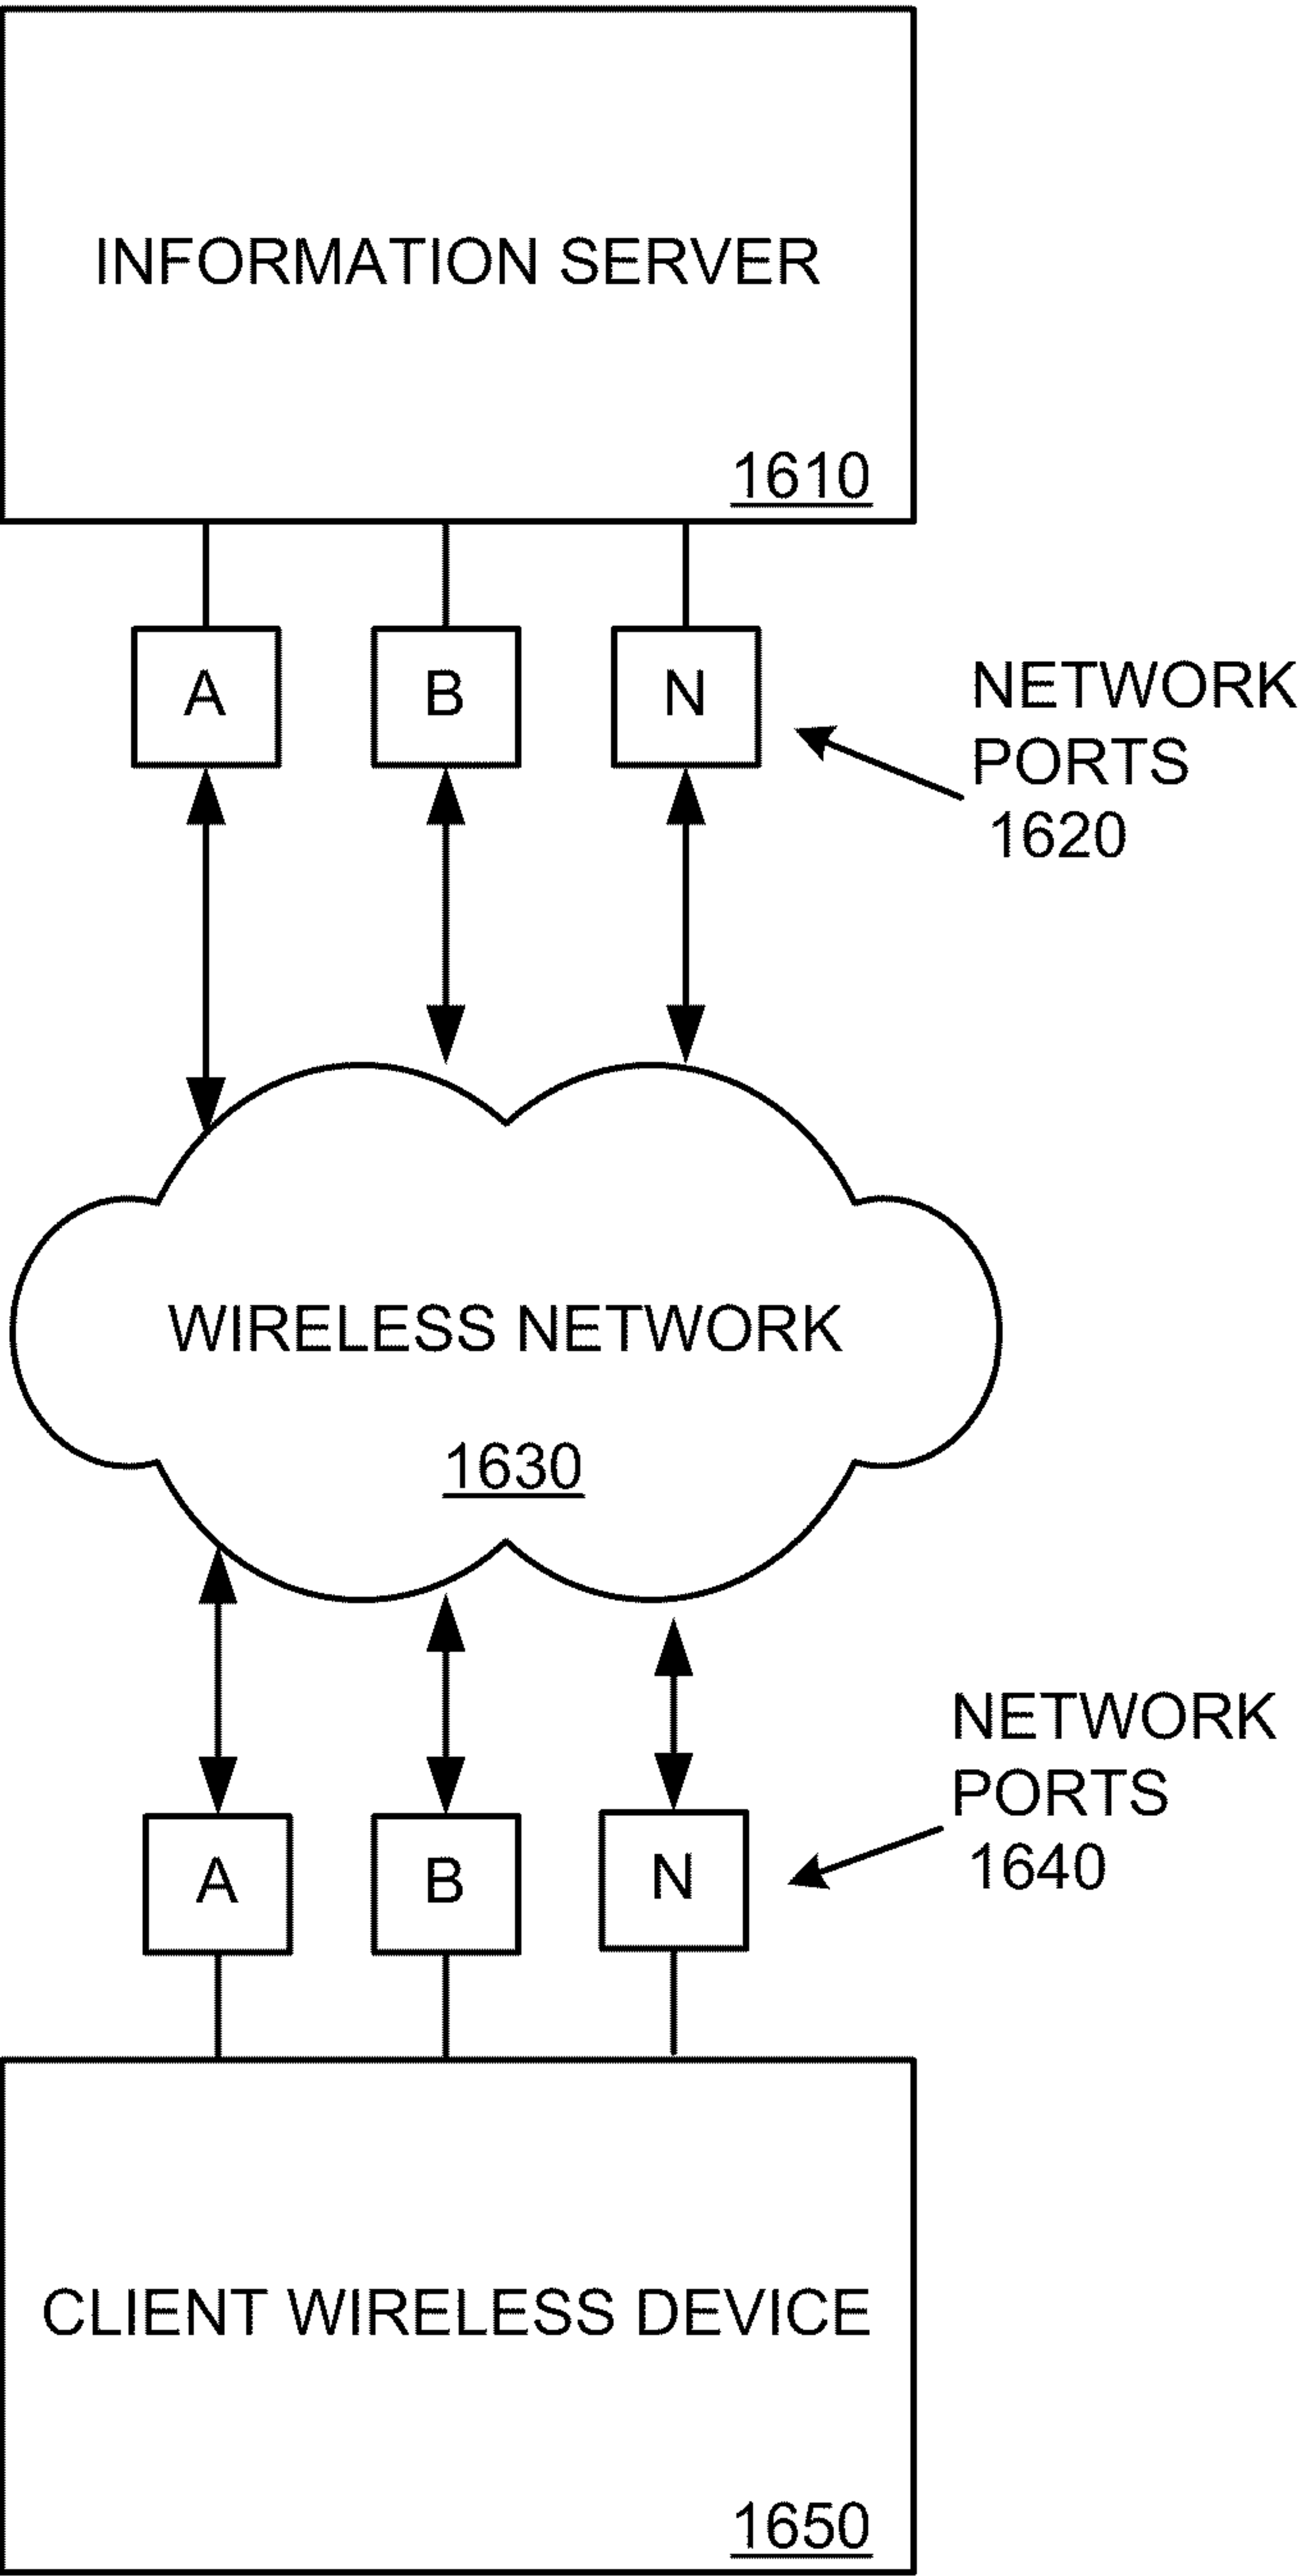 INFORMATION SERVER
1610
A B N
NETWORK
PORTS
1620
WIRELESS NETWORK
1630
NETWORK
PORTS
1640
A B N
CLIENT WIRELESS DEVICE
1650